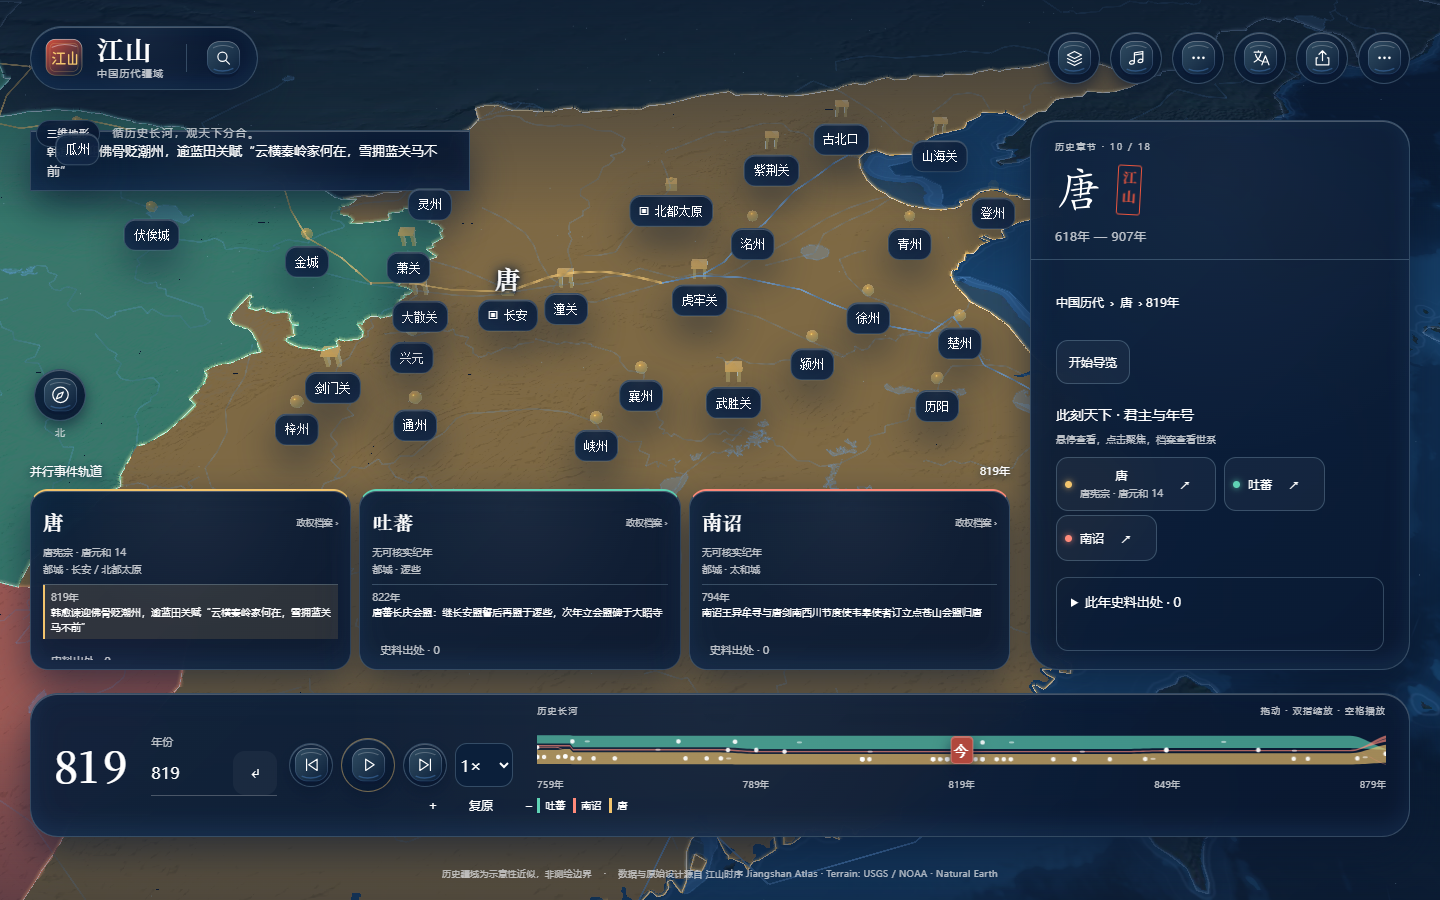 江山
江山
中国历代疆域
三维地形
循历史长河，观天下分合。
瓜州
佛骨贬潮州，逾蓝田关赋“云横秦岭家何在，雪拥蓝关马不
前”
古北口
山海关
紫荆关
灵州
北都太原
登州
伏俟城
洺州
青州
金城
萧关
唐
虎牢关
大散关
长安
潼关
徐州
楚州
兴元
颍州
剑门关
襄州
武胜关
历阳
梓州
通州
峡州
北
历史章节 · 10 / 18
唐
江山
618年 — 907年
中国历代 › 唐 › 819年
开始导览
此刻天下 · 君主与年号
悬停查看，点击聚焦，档案查看世系
唐
唐宪宗 · 唐元和 14
↗
吐蕃 ↗
南诏 ↗
▶ 此年史料出处 · 0
并行事件轨道
819年
唐
政权档案 ›
唐宪宗 · 唐元和 14
都城 · 长安 / 北都太原
819年
韩愈谏迎佛骨贬潮州，逾蓝田关赋“云横秦岭家何在，雪拥蓝关
马不前”
史料出处 · 0
吐蕃
政权档案 ›
无可核实纪年
都城 · 逻些
822年
唐蕃长庆会盟：继长安盟誓后再盟于逻些，次年立会盟碑于大昭寺
史料出处 · 0
南诏
政权档案 ›
无可核实纪年
都城 · 太和城
794年
南诏王异牟寻与唐剑南西川节度使韦皋使者订立点苍山会盟归唐
史料出处 · 0
819
年份
819
1×
+ 复原 −
历史长河
拖动 · 双指缩放 · 空格播放
今
759年 789年 819年 849年 879年
吐蕃 南诏 唐
历史疆域为示意性近似，非测绘边界 · 数据与原始设计源自 江山时序 Jiangshan Atlas · Terrain: USGS / NOAA · Natural Earth